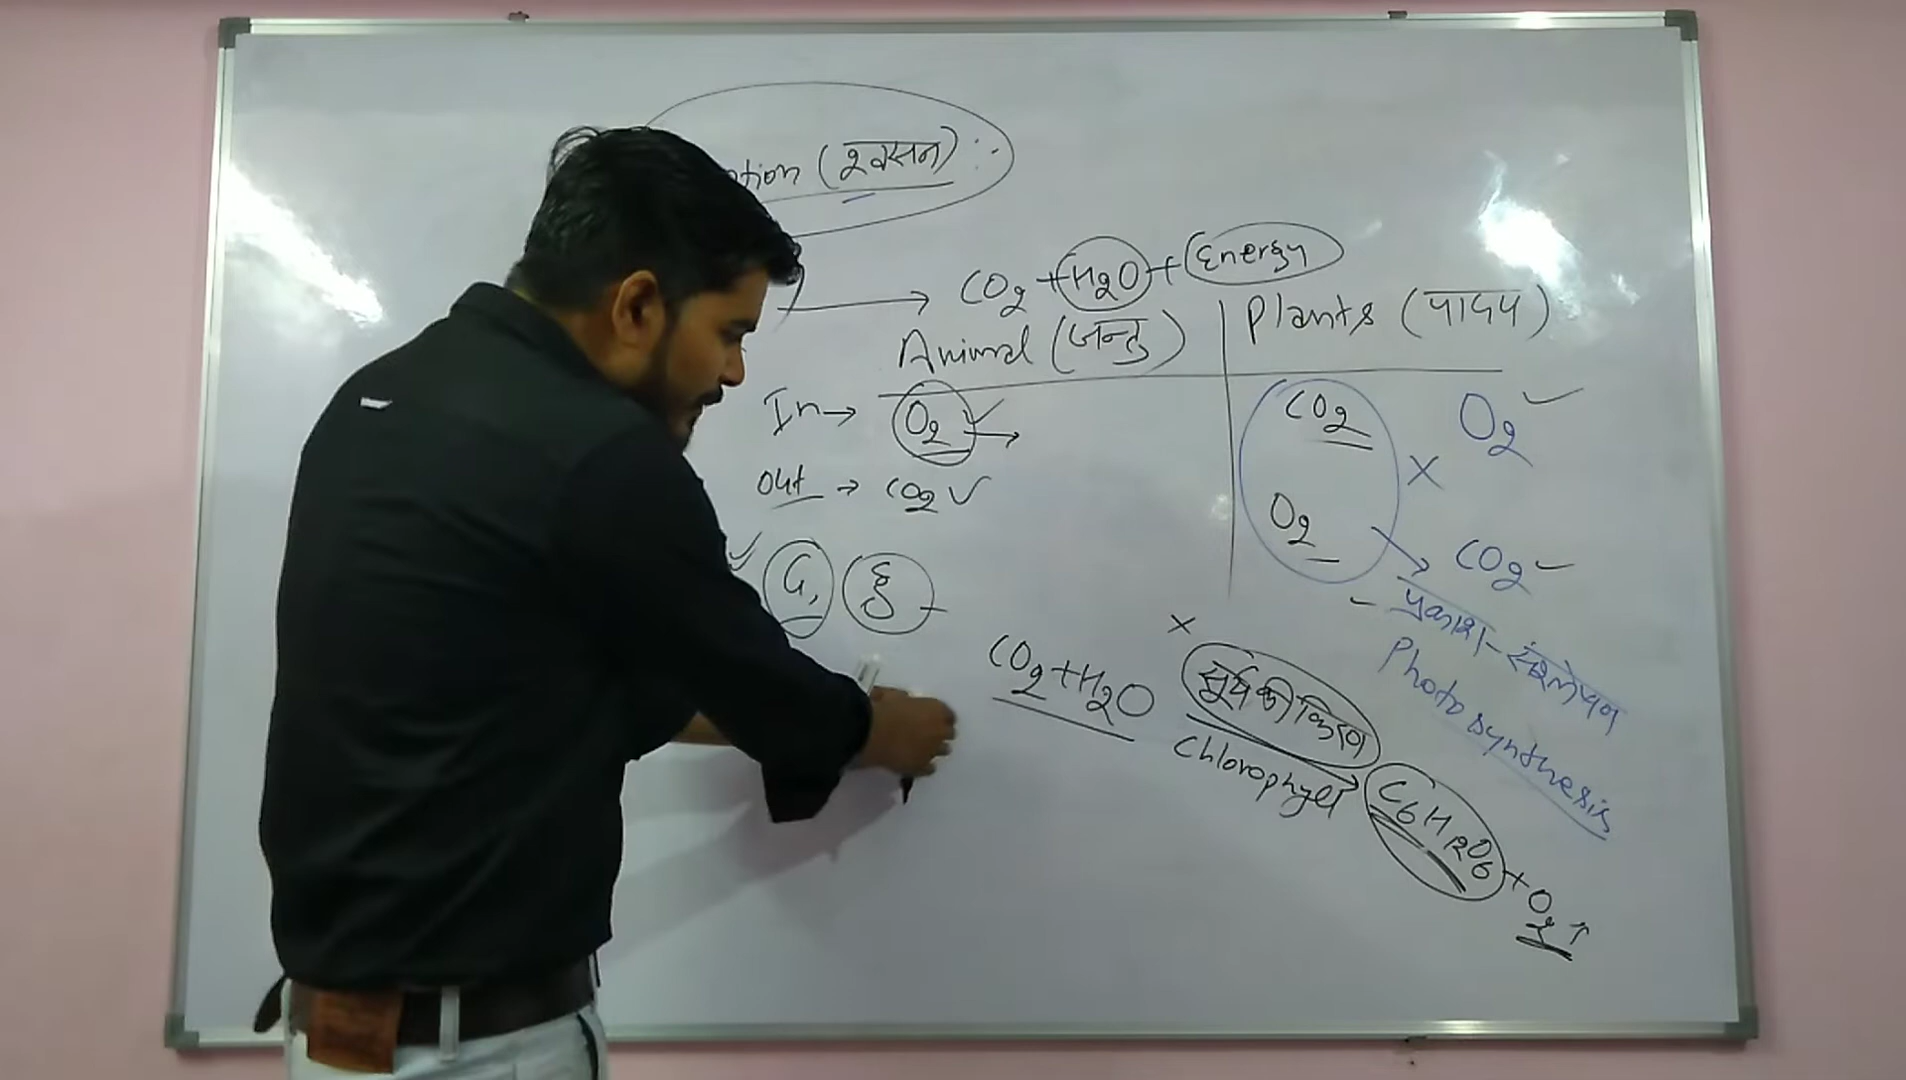 ation (श्वसन) :-
→ CO2 + H2O + Energy
Animal (जन्तु)
Plants (पादप)
In → O2 ✓ →
Out → CO2 ✓
CO2 O2 ✓
×
O2 → CO2 ✓
✓ G, ई
- प्रकाश-संश्लेषण
Photosynthesis
×
CO2 + H2O सूर्य की किरण
Chlorophyll → C6H12O6 + O2 ↑